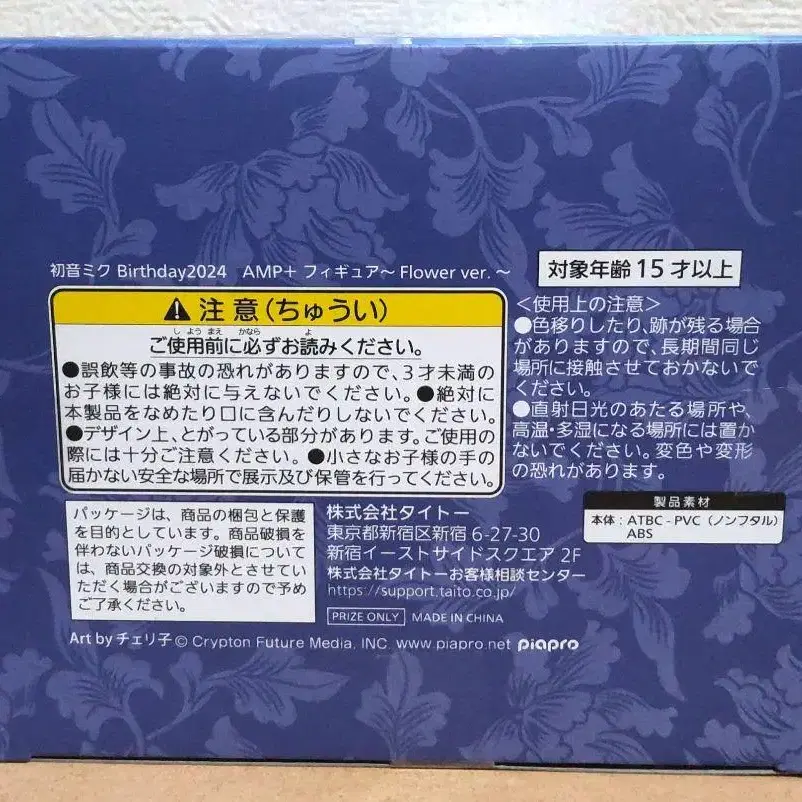 初音ミク Birthday2024 AMP+ フィギュア～ Flower ver. ～
⚠ 注意(ちゅうい)
しようまえ かなら よ
ご使用前に必ずお読みください。
●誤飲等の事故の恐れがありますので、3才未満の
お子様には絶対に与えないでください。●絶対に
本製品をなめたり口に含んだりしないでください。
●デザイン上、とがっている部分があります。ご使用の
際には十分ご注意ください。●小さなお子様の手の
届かない安全な場所で展示及び保管を行ってください。
対象年齢 15 才以上
＜使用上の注意＞
●色移りしたり、跡が残る場合
がありますので、長期間同じ
場所に接触させておかないで
ください。
●直射日光のあたる場所や、
高温・多湿になる場所には置か
ないでください。変色や変形
の恐れがあります。
製品素材
本体：ATBC-PVC（ノンフタル）
ABS
パッケージは、商品の梱包と保護
を目的としています。商品破損を
伴わないパッケージ破損について
は、商品交換の対象外とさせてい
ただく場合がございますので予め
ご了承ください。
株式会社タイトー
東京都新宿区新宿 6-27-30
新宿イーストサイドスクエア 2F
株式会社タイトーお客様相談センター
https://support.taito.co.jp/
PRIZE ONLY MADE IN CHINA
Art by チェリ子 © Crypton Future Media, INC. www.piapro.net piapro